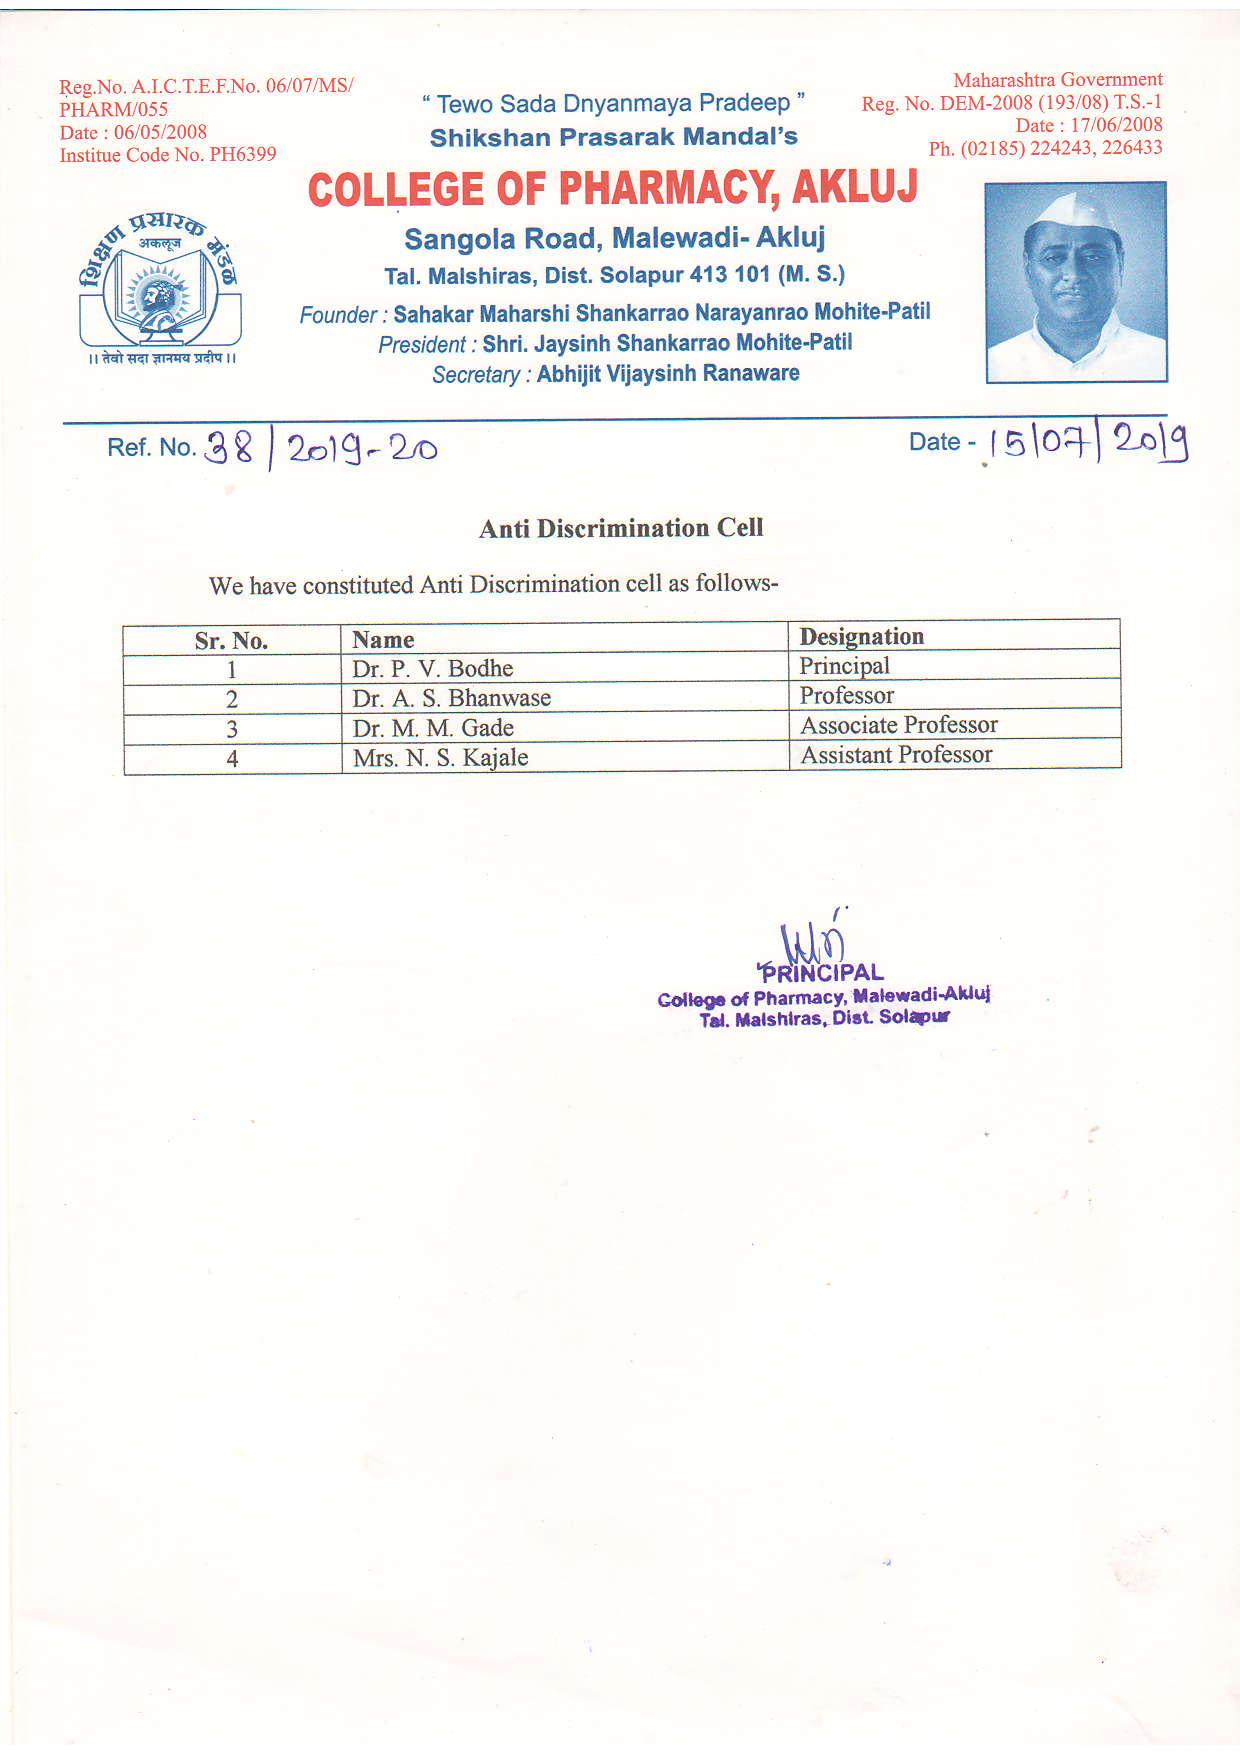 Reg.No. A.I.C.T.E.F.No. 06/07/MS/
PHARM/055
Date : 06/05/2008
Institue Code No. PH6399
Maharashtra Government
Reg. No. DEM-2008 (193/08) T.S.-1
Date : 17/06/2008
Ph. (02185) 224243, 226433
“ Tewo Sada Dnyanmaya Pradeep ”
Shikshan Prasarak Mandal’s
COLLEGE OF PHARMACY, AKLUJ
Sangola Road, Malewadi- Akluj
Tal. Malshiras, Dist. Solapur 413 101 (M. S.)
Founder : Sahakar Maharshi Shankarrao Narayanrao Mohite-Patil
President : Shri. Jaysinh Shankarrao Mohite-Patil
Secretary : Abhijit Vijaysinh Ranaware
शिक्षण प्रसारक मंडळ
अकलूज
।। तेवो सदा ज्ञानमय प्रदीप ।।
Ref. No. 38/2019-20
Date - 15/07/2019
Anti Discrimination Cell
We have constituted Anti Discrimination cell as follows-
Sr. No. Name Designation
1 Dr. P. V. Bodhe Principal
2 Dr. A. S. Bhanwase Professor
3 Dr. M. M. Gade Associate Professor
4 Mrs. N. S. Kajale Assistant Professor
PRINCIPAL
College of Pharmacy, Malewadi-Akluj
Tal. Malshiras, Dist. Solapur